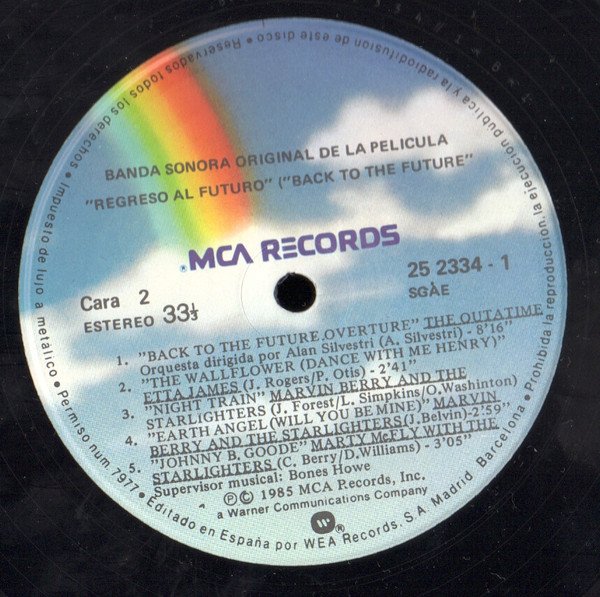 BANDA SONORA ORIGINAL DE LA PELICULA
"REGRESO AL FUTURO" ("BACK TO THE FUTURE"
®MCA RECORDS
Cara 2
ESTEREO 33⅓
25 2334 - 1
SGAE
1. "BACK TO THE FUTURE OVERTURE" THE OUTATIME
Orquesta dirigida por Alan Silvestri (A. Silvestri) - 8'16"
2. "THE WALLFLOWER (DANCE WITH ME HENRY)"
ETTA JAMES (J. Rogers/P. Otis) - 2'41"
3. "NIGHT TRAIN" MARVIN BERRY AND THE
STARLIGHTERS (J. Forest/L. Simpkins/O.Washinton)
4. "EARTH ANGEL (WILL YOU BE MINE)" MARVIN
BERRY AND THE STARLIGHTERS (J. Belvin)-2'59"
5. "JOHNNY B. GOODE" MARTY McFLY WITH THE
STARLIGHTERS (C. Berry/D.Williams) - 3'05"
Supervisor musical: Bones Howe
℗© 1985 MCA Records, Inc.
a Warner Communications Company
®
Prohibida la reproducción, la ejecución pública y la radiodifusión de este disco • Reservados todos los derechos • Impuesto de lujo a metálico • Permiso num. 7977 • Editado en España por WEA Records, S.A. Madrid Barcelona •